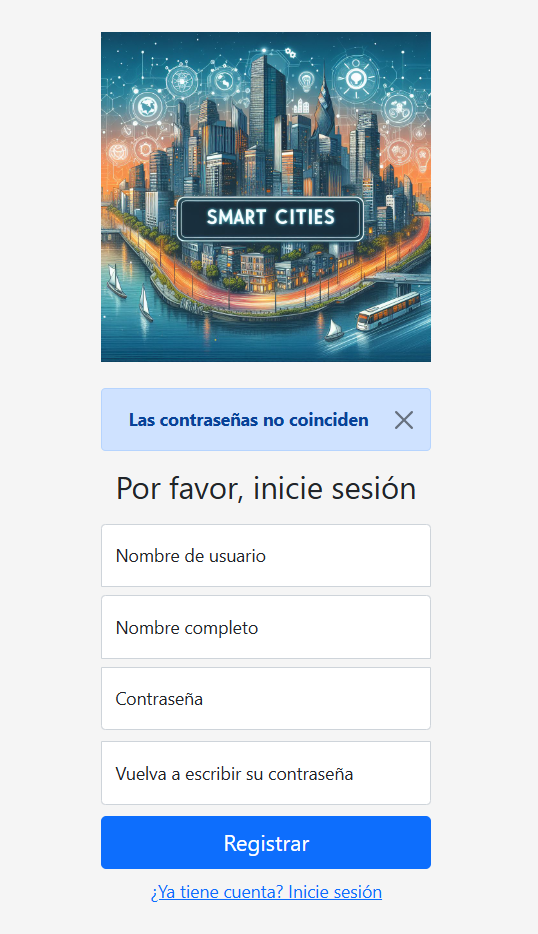 SMART CITIES
Las contraseñas no coinciden
Por favor, inicie sesión
Nombre de usuario
Nombre completo
Contraseña
Vuelva a escribir su contraseña
Registrar
¿Ya tiene cuenta? Inicie sesión